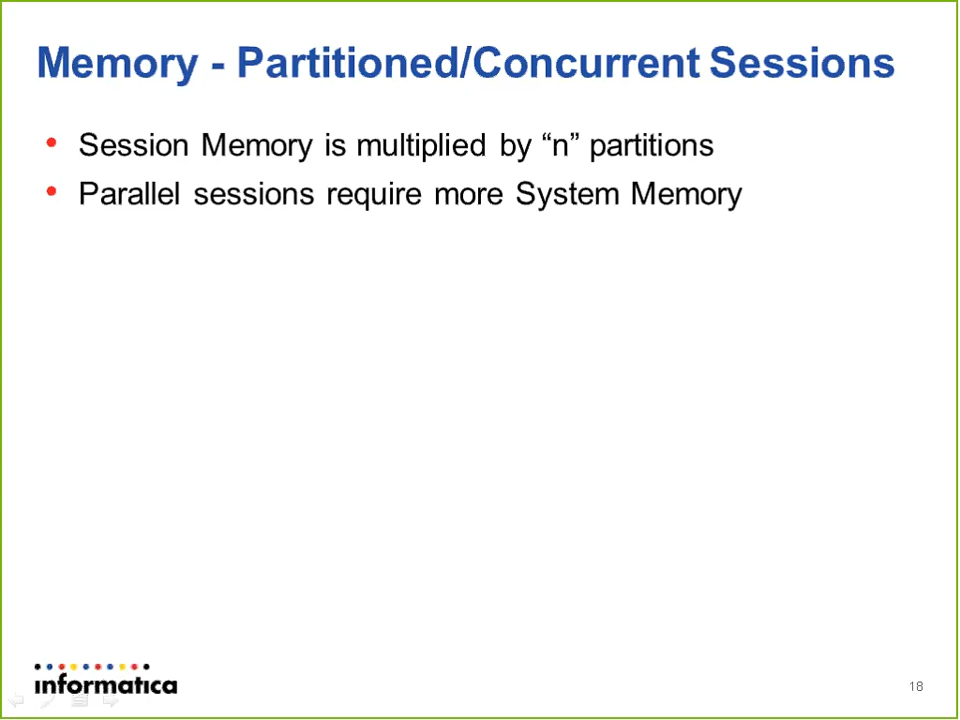 Memory - Partitioned/Concurrent Sessions
• Session Memory is multiplied by “n” partitions
• Parallel sessions require more System Memory
informatica
18